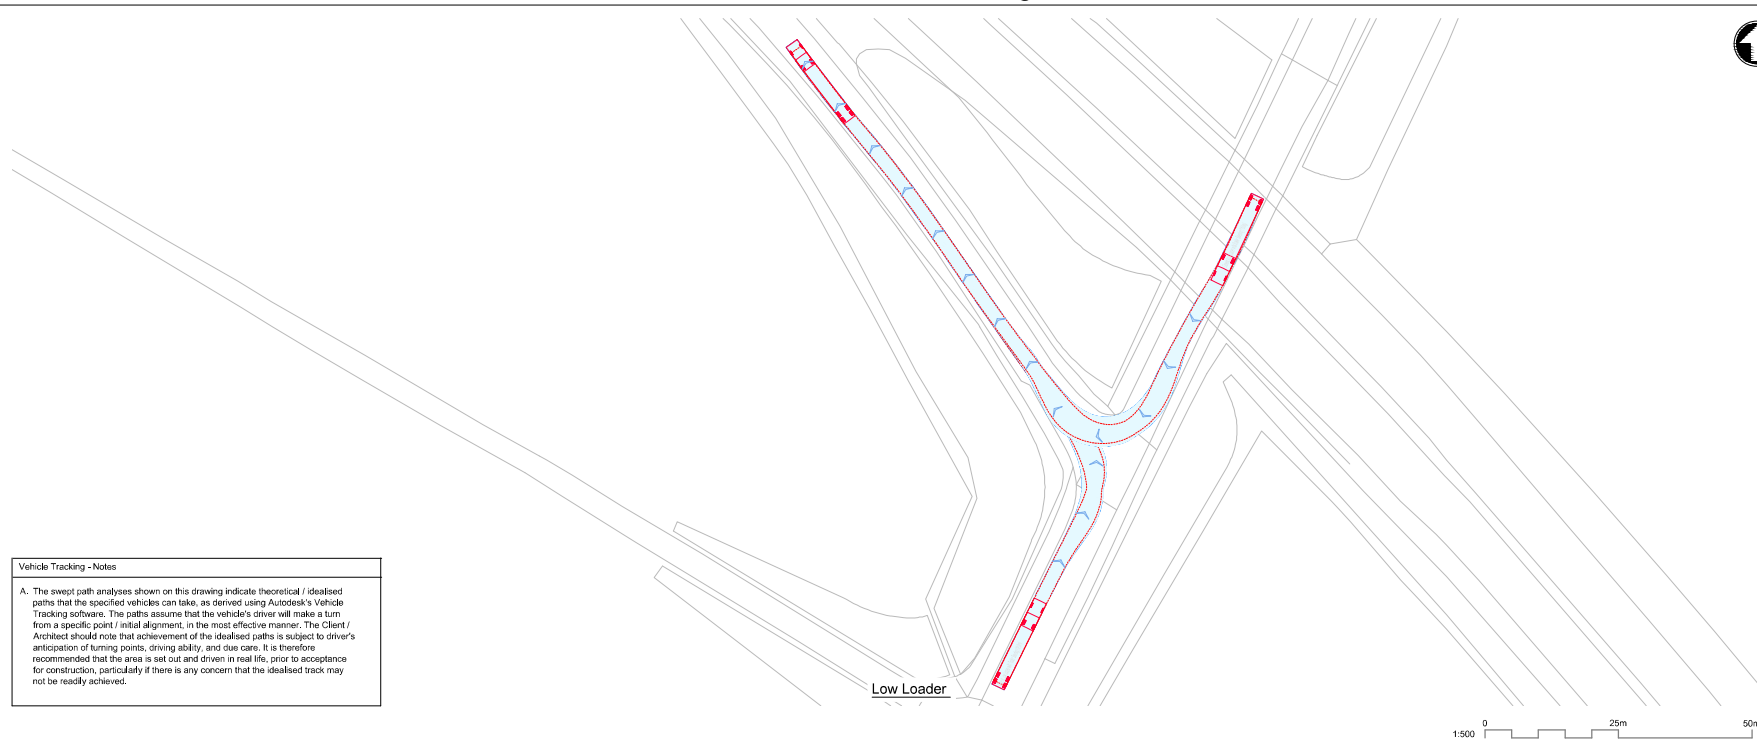 Vehicle Tracking - Notes
A. The swept path analyses shown on this drawing indicate theoretical / idealised
paths that the specified vehicles can take, as derived using Autodesk's Vehicle
Tracking software. The paths assume that the vehicle's driver will make a turn
from a specific point / initial alignment, in the most effective manner. The Client /
Architect should note that achievement of the idealised paths is subject to driver's
anticipation of turning points, driving ability, and due care. It is therefore
recommended that the area is set out and driven in real life, prior to acceptance
for construction, particularly if there is any concern that the idealised track may
not be readily achieved.
Low Loader
0 25m 50m
1:500